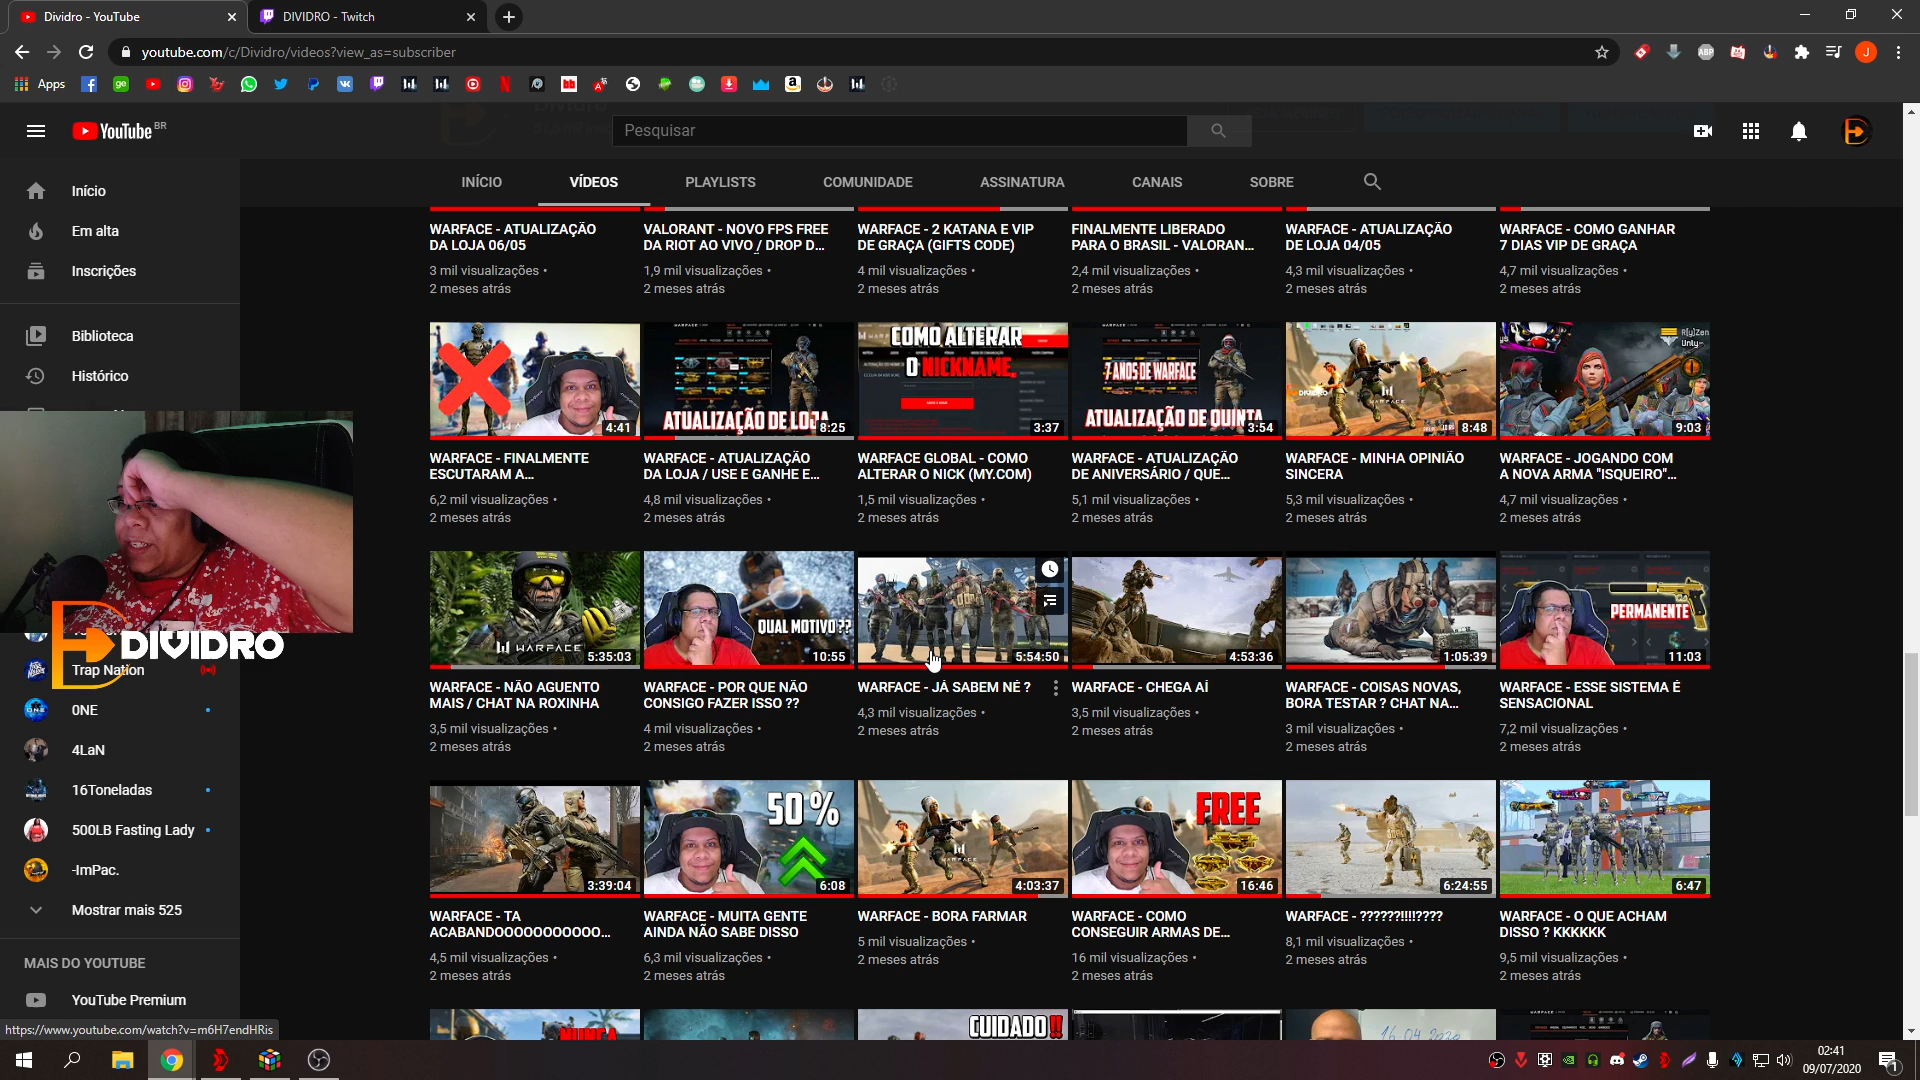 Dividro - YouTube
DIVIDRO - Twitch
youtube.com/c/Dividro/videos?view_as=subscriber
Apps
YouTube BR
Pesquisar
INÍCIO
VÍDEOS
PLAYLISTS
COMUNIDADE
ASSINATURA
CANAIS
SOBRE
Início
Em alta
Inscrições
Biblioteca
Histórico
DIVIDRO
Trap Nation
0NE
4LaN
16Toneladas
500LB Fasting Lady
-ImPac.
Mostrar mais 525
MAIS DO YOUTUBE
YouTube Premium
https://www.youtube.com/watch?v=m6H7endHRis
WARFACE - ATUALIZAÇÃO
DA LOJA 06/05
3 mil visualizações •
2 meses atrás
VALORANT - NOVO FPS FREE
DA RIOT AO VIVO / DROP D...
1,9 mil visualizações •
2 meses atrás
WARFACE - 2 KATANA E VIP
DE GRAÇA (GIFTS CODE)
4 mil visualizações •
2 meses atrás
FINALMENTE LIBERADO
PARA O BRASIL - VALORAN...
2,4 mil visualizações •
2 meses atrás
WARFACE - ATUALIZAÇÃO
DE LOJA 04/05
4,3 mil visualizações •
2 meses atrás
WARFACE - COMO GANHAR
7 DIAS VIP DE GRAÇA
4,7 mil visualizações •
2 meses atrás
4:41
WARFACE - FINALMENTE
ESCUTARAM A...
6,2 mil visualizações •
2 meses atrás
ATUALIZAÇÃO DE LOJA
8:25
WARFACE - ATUALIZAÇÃO
DA LOJA / USE E GANHE E...
4,8 mil visualizações •
2 meses atrás
COMO ALTERAR
O NICKNAME.
3:37
WARFACE GLOBAL - COMO
ALTERAR O NICK (MY.COM)
1,5 mil visualizações •
2 meses atrás
7 ANOS DE WARFACE
ATUALIZAÇÃO DE QUINTA
3:54
WARFACE - ATUALIZAÇÃO
DE ANIVERSÁRIO / QUE...
5,1 mil visualizações •
2 meses atrás
DIVIDRO
WARFACE
8:48
WARFACE - MINHA OPINIÃO
SINCERA
5,3 mil visualizações •
2 meses atrás
R[y]Zen
Unity-
9:03
WARFACE - JOGANDO COM
A NOVA ARMA "ISQUEIRO"...
4,7 mil visualizações •
2 meses atrás
WARFACE
5:35:03
WARFACE - NÃO AGUENTO
MAIS / CHAT NA ROXINHA
3,5 mil visualizações •
2 meses atrás
QUAL MOTIVO??
10:55
WARFACE - POR QUE NÃO
CONSIGO FAZER ISSO ??
4 mil visualizações •
2 meses atrás
5:54:50
WARFACE - JÁ SABEM NÉ ?
4,3 mil visualizações •
2 meses atrás
4:53:36
WARFACE - CHEGA AÍ
3,5 mil visualizações •
2 meses atrás
1:05:39
WARFACE - COISAS NOVAS,
BORA TESTAR ? CHAT NA...
3 mil visualizações •
2 meses atrás
PERMANENTE
11:03
WARFACE - ESSE SISTEMA É
SENSACIONAL
7,2 mil visualizações •
2 meses atrás
3:39:04
WARFACE - TA
ACABANDOOOOOOOOOOO...
4,5 mil visualizações •
2 meses atrás
50 %
6:08
WARFACE - MUITA GENTE
AINDA NÃO SABE DISSO
6,3 mil visualizações •
2 meses atrás
WARFACE
4:03:37
WARFACE - BORA FARMAR
5 mil visualizações •
2 meses atrás
FREE
16:46
WARFACE - COMO
CONSEGUIR ARMAS DE...
16 mil visualizações •
2 meses atrás
6:24:55
WARFACE - ??????!!!!????
8,1 mil visualizações •
2 meses atrás
6:47
WARFACE - O QUE ACHAM
DISSO ? KKKKKK
9,5 mil visualizações •
2 meses atrás
NUNCA
CUIDADO!!
16.04.2020
02:41
09/07/2020